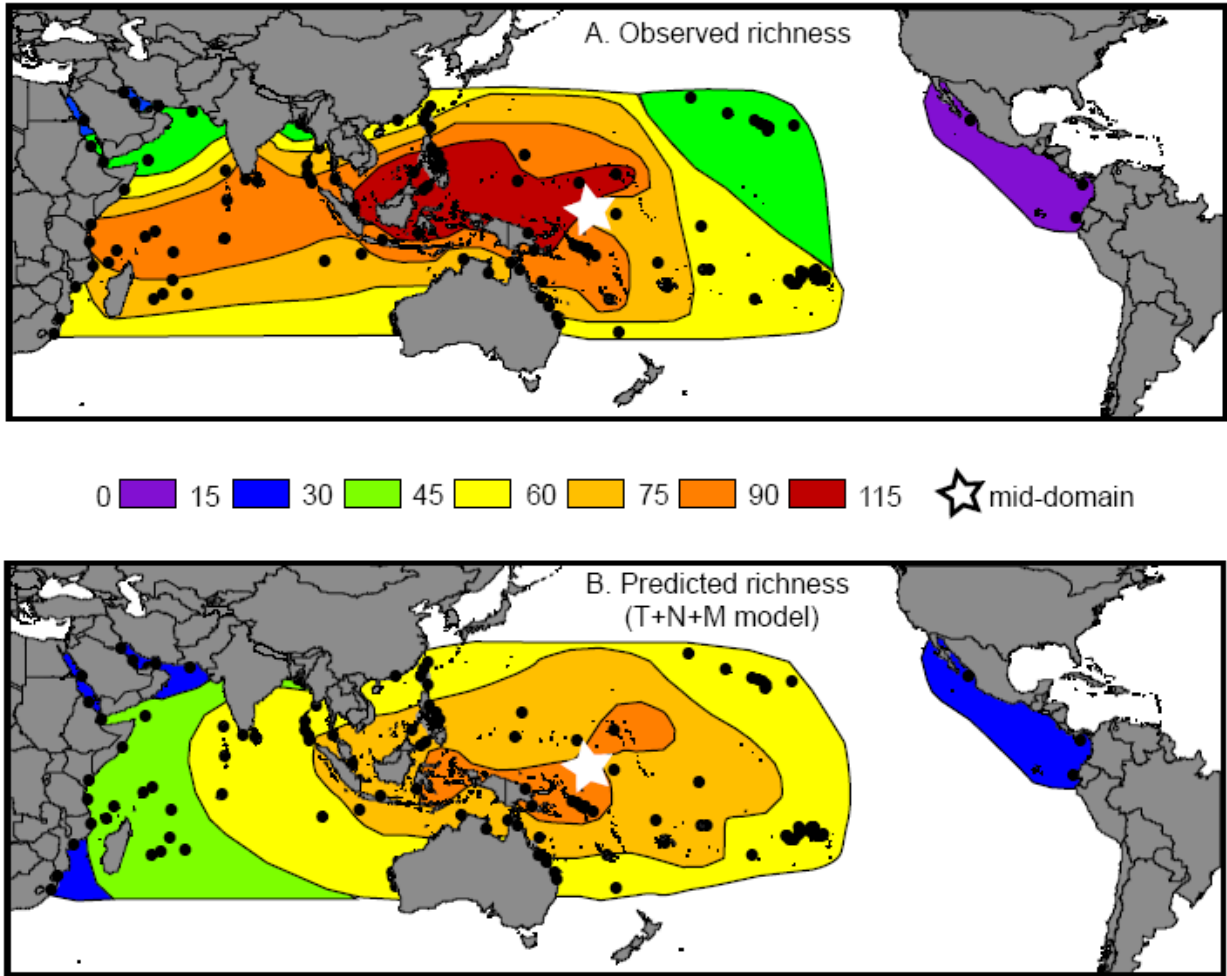 A. Observed richness
0 15 30 45 60 75 90 115 mid-domain
B. Predicted richness
(T+N+M model)